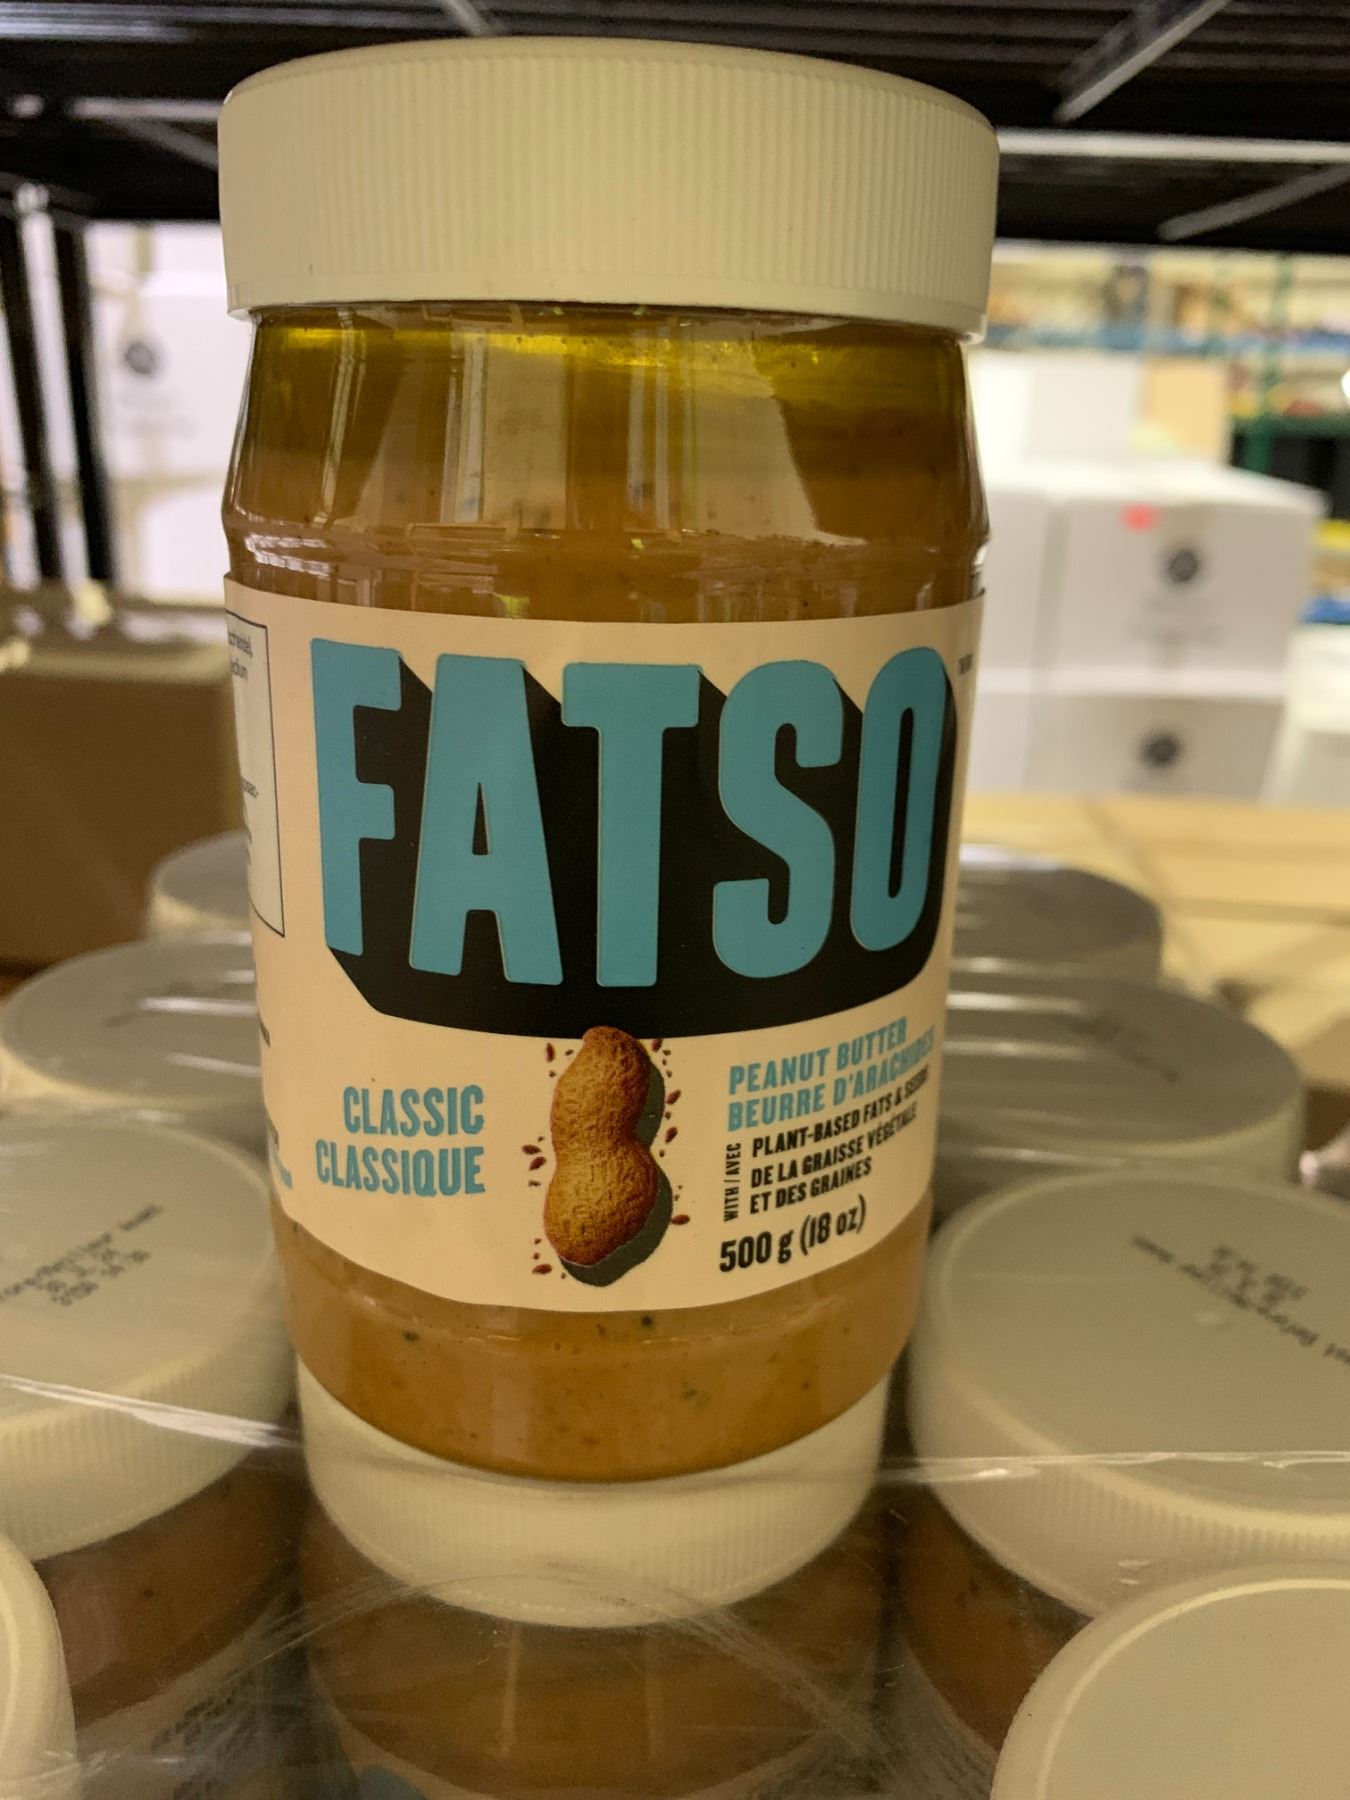 FATSO
CLASSIC
CLASSIQUE
PEANUT BUTTER
BEURRE D'ARACHIDES
WITH / AVEC
PLANT-BASED FATS & SEEDS
DE LA GRAISSE VÉGÉTALE
ET DES GRAINES
500 g (18 oz)